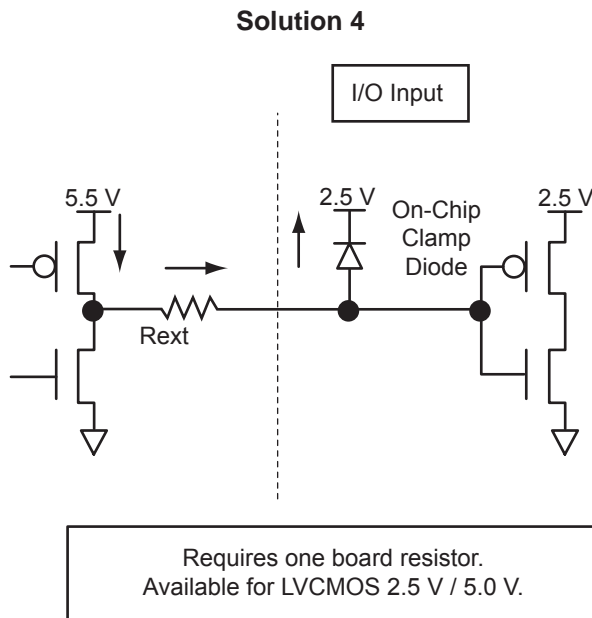 Solution 4
I/O Input
5.5 V
2.5 V
On-Chip
Clamp
Diode
2.5 V
Rext
Requires one board resistor.
Available for LVCMOS 2.5 V / 5.0 V.